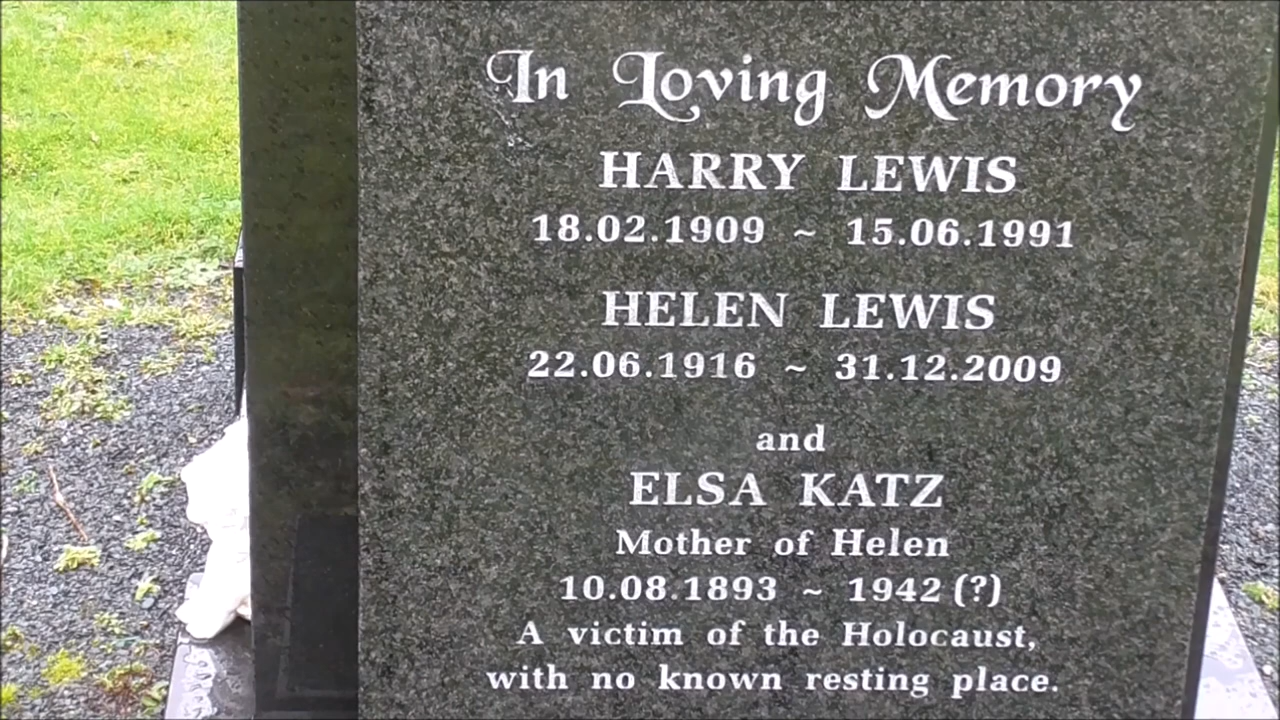 In Loving Memory
HARRY LEWIS
18.02.1909 ~ 15.06.1991
HELEN LEWIS
22.06.1916 ~ 31.12.2009
and
ELSA KATZ
Mother of Helen
10.08.1893 ~ 1942 (?)
A victim of the Holocaust,
with no known resting place.